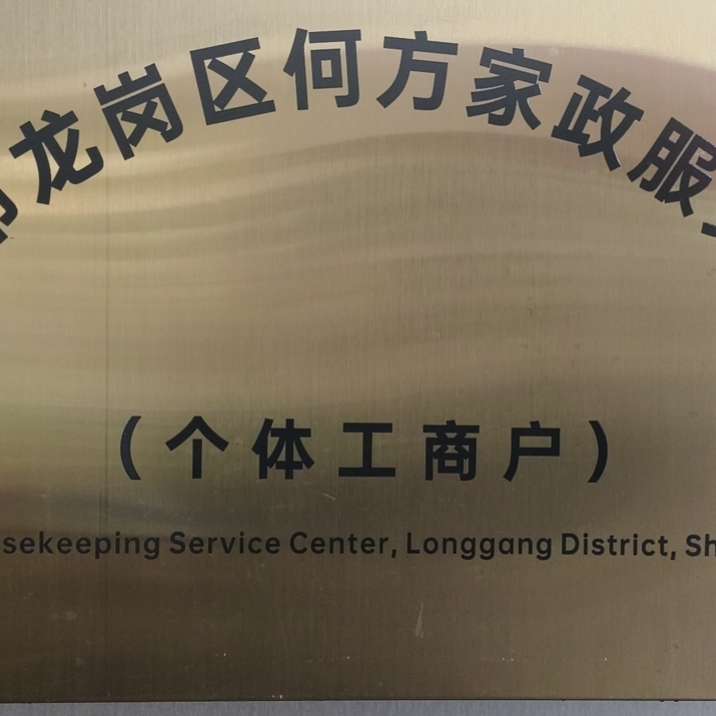 龙岗区何方家政服
（个体工商户）
sekeeping Service Center, Longgang District, Sh